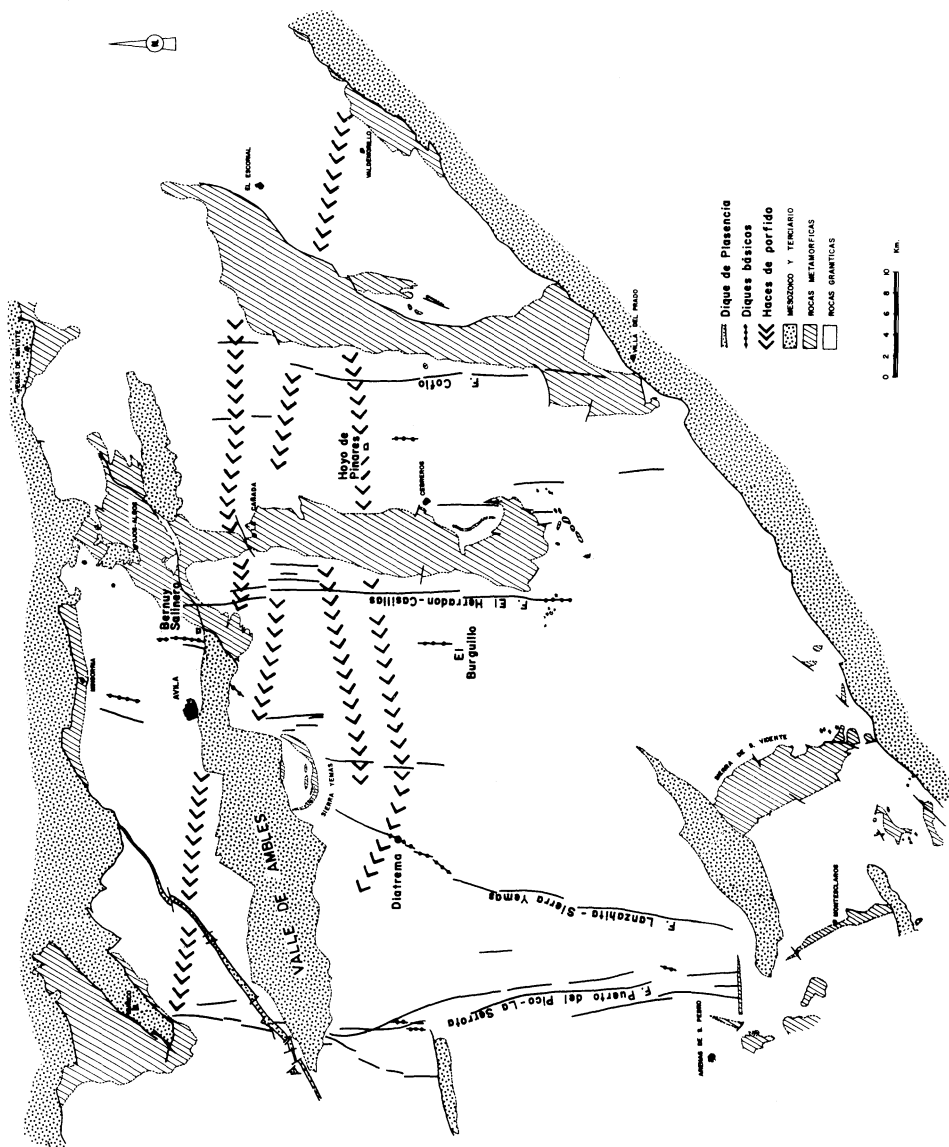 N
EL ESCORIAL
VALDEMORILLO
F. Cofio
Hoyo de
Pinares
CEBREROS
VILLA DEL PRADO
Bernuy
Salinero
AVILA
F. El Herradon-Casillas
El
Burguillo
VALLE DE AMBLES
SIERRA YEMAS
Diatrema
F. Lanzahita - Sierra Yemas
F. Puerto del Pico-La Serrota
SIERRA DE S. VICENTE
MONTESCLAROS
ARENAS DE S. PEDRO
Dique de Plasencia
Diques básicos
Haces de porfido
MESOZOICO Y TERCIARIO
ROCAS METAMORFICAS
ROCAS GRANITICAS
0 2 4 6 8 10
Km.